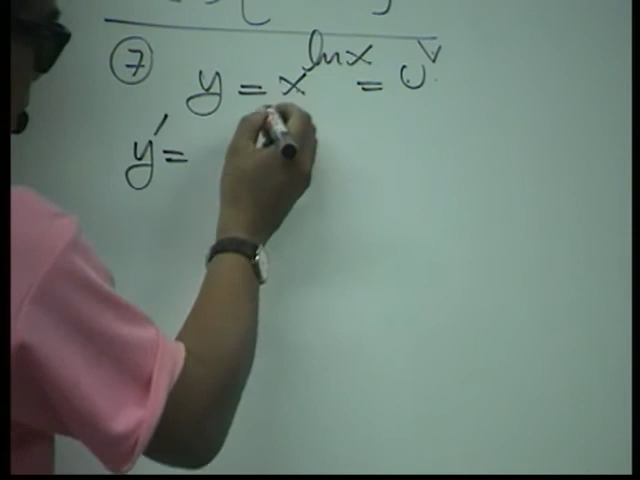 ⑦ y = x^{ln x} = u^v
y' =